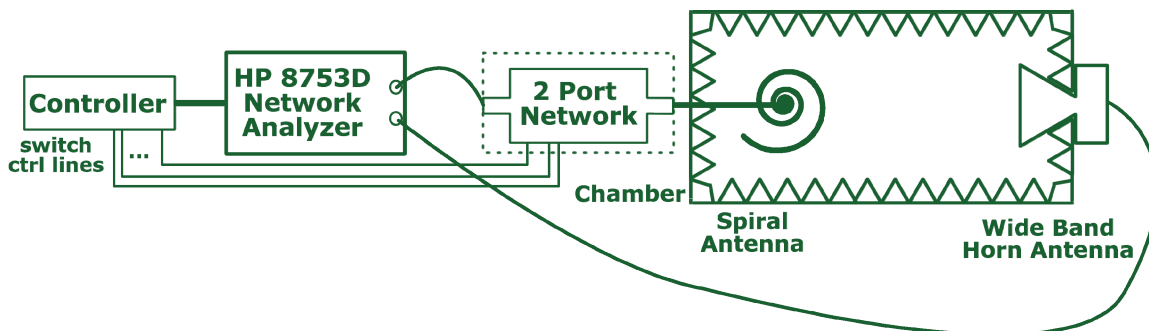 HP 8753D
Network
Analyzer
Controller
switch
ctrl lines
...
2 Port
Network
Chamber
Spiral
Antenna
Wide Band
Horn Antenna